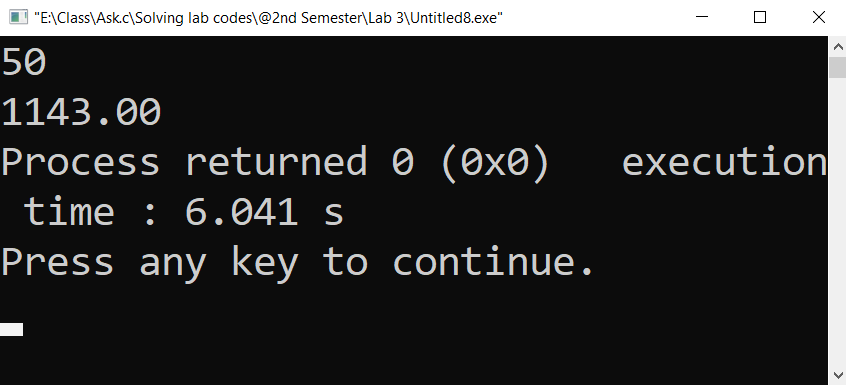 "E:\Class\Ask.c\Solving lab codes\@2nd Semester\Lab 3\Untitled8.exe"
50
1143.00
Process returned 0 (0x0)   execution
 time : 6.041 s
Press any key to continue.